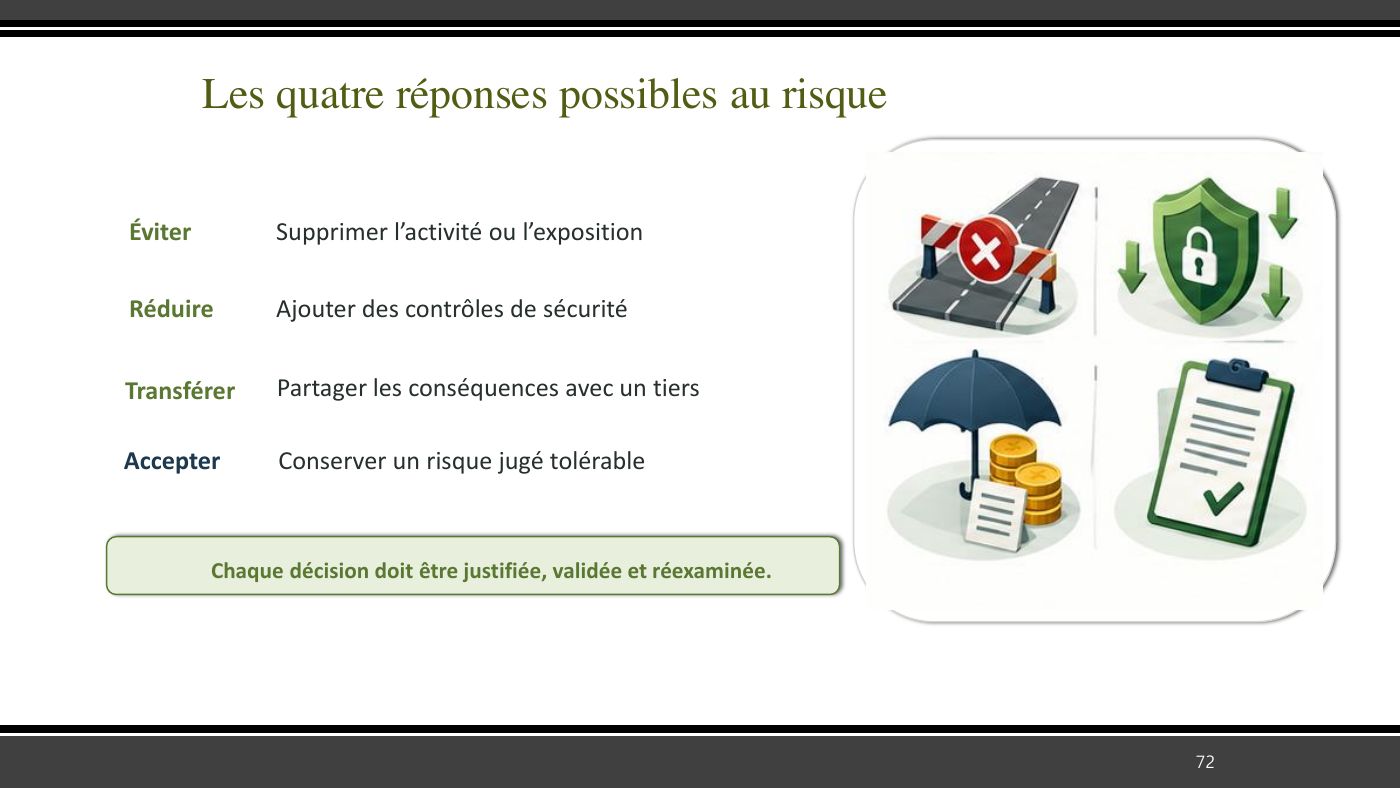 Les quatre réponses possibles au risque
Éviter Supprimer l’activité ou l’exposition
Réduire Ajouter des contrôles de sécurité
Transférer Partager les conséquences avec un tiers
Accepter Conserver un risque jugé tolérable
Chaque décision doit être justifiée, validée et réexaminée.
72